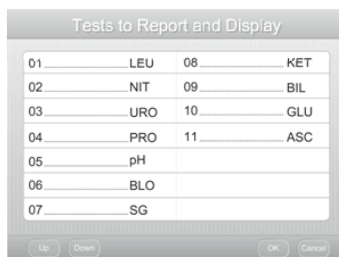 Tests to Report and Display
01 LEU
02 NIT
03 URO
04 PRO
05 pH
06 BLO
07 SG
08 KET
09 BIL
10 GLU
11 ASC
Up Down OK Cancel